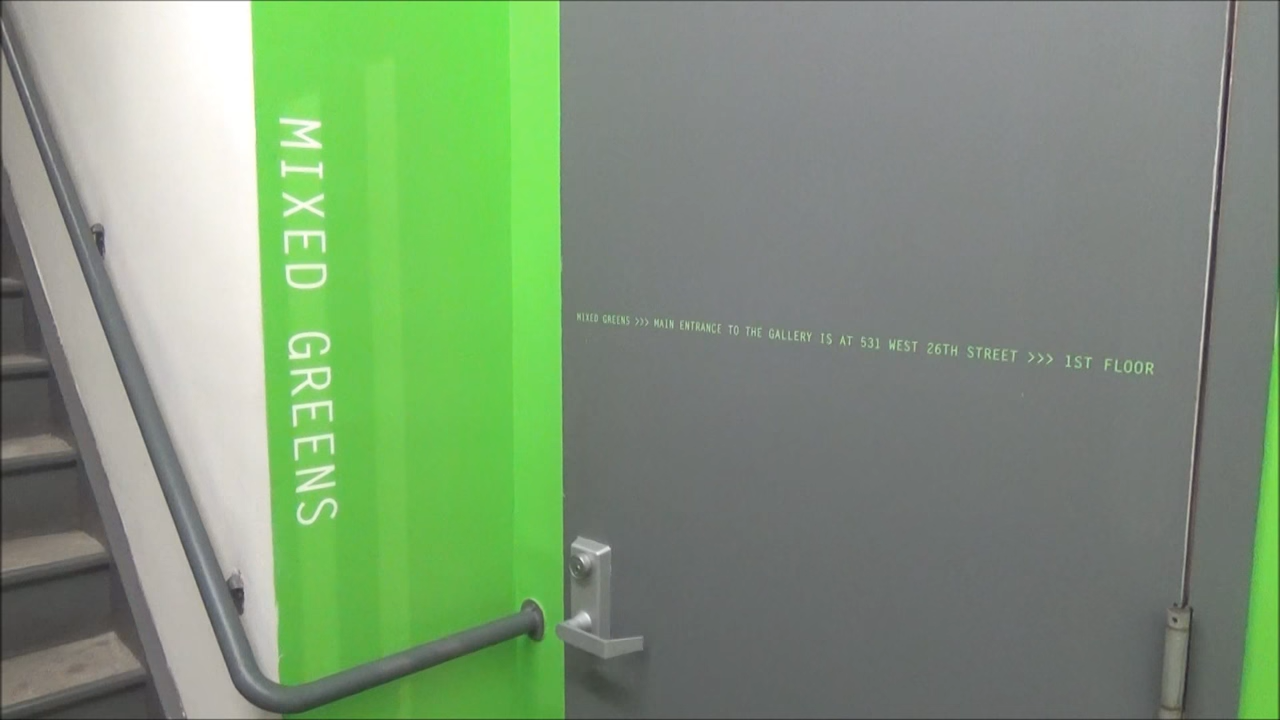 MIXED GREENS
MIXED GREENS >>> MAIN ENTRANCE TO THE GALLERY IS AT 531 WEST 26TH STREET >>> 1ST FLOOR